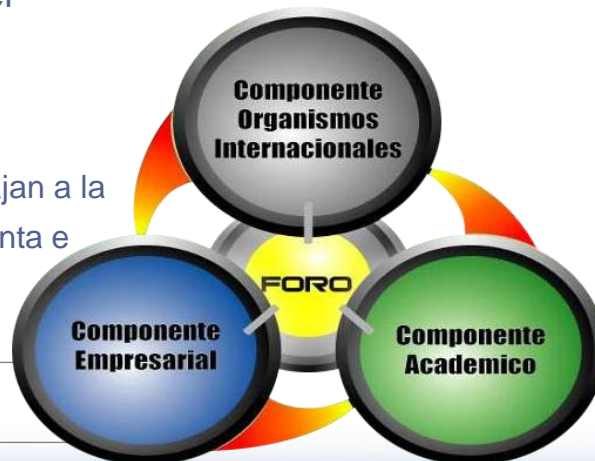 Componente
Organismos
Internacionales
jan a la
nta e
FORO
Componente
Empresarial
Componente
Academico